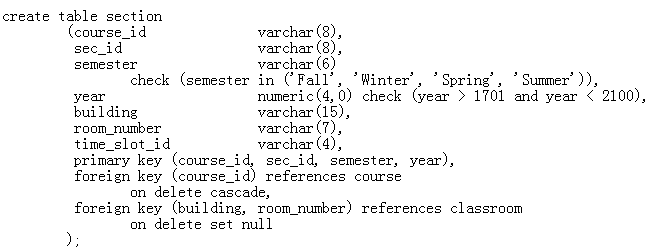 create table section
(course_id varchar(8),
sec_id varchar(8),
semester varchar(6)
check (semester in ('Fall', 'Winter', 'Spring', 'Summer')),
year numeric(4,0) check (year > 1701 and year < 2100),
building varchar(15),
room_number varchar(7),
time_slot_id varchar(4),
primary key (course_id, sec_id, semester, year),
foreign key (course_id) references course
on delete cascade,
foreign key (building, room_number) references classroom
on delete set null
);